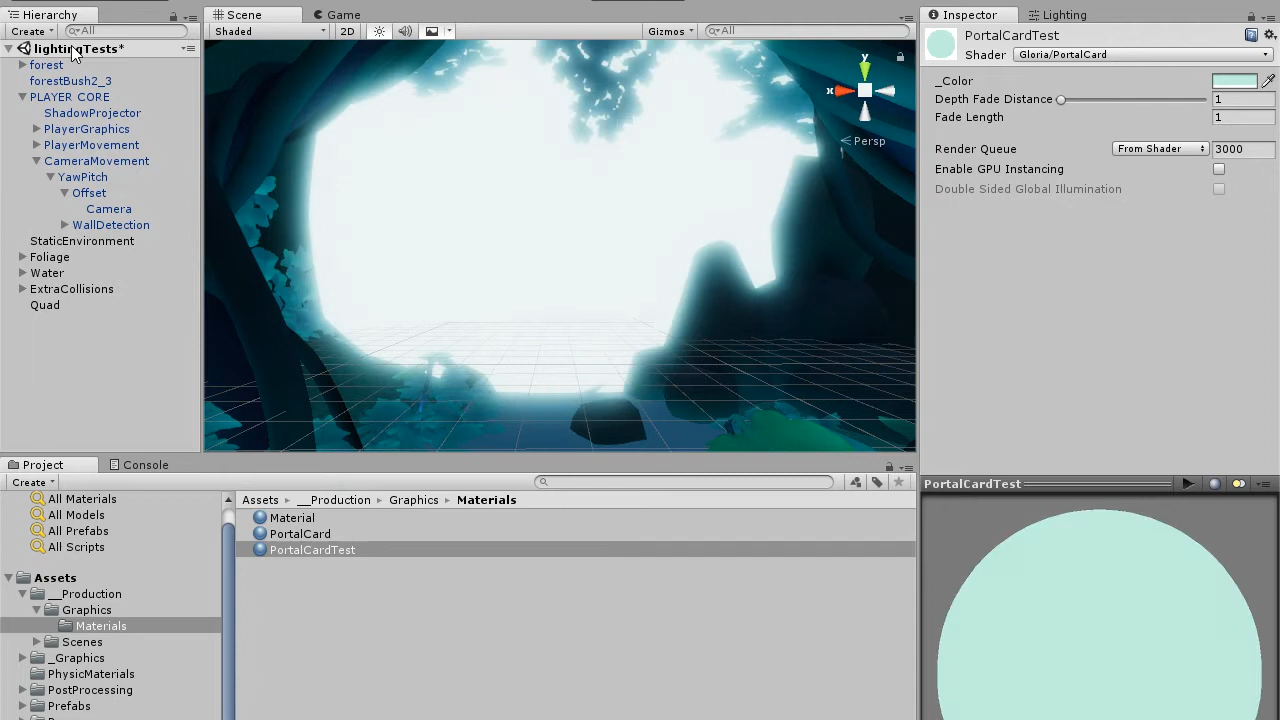 Hierarchy
Create
All
lightingTests*
forest
forestBush2_3
PLAYER CORE
ShadowProjector
PlayerGraphics
PlayerMovement
CameraMovement
YawPitch
Offset
Camera
WallDetection
StaticEnvironment
Foliage
Water
ExtraCollisions
Quad
Scene
Game
Shaded
2D
Gizmos
All
y
x
Persp
Inspector
Lighting
PortalCardTest
Shader
Gloria/PortalCard
_Color
Depth Fade Distance
1
Fade Length
1
Render Queue
From Shader
3000
Enable GPU Instancing
Double Sided Global Illumination
Project
Console
Create
All Materials
All Models
All Prefabs
All Scripts
Assets
__Production
Graphics
Materials
Scenes
_Graphics
PhysicMaterials
PostProcessing
Prefabs
Assets
__Production
Graphics
Materials
Material
PortalCard
PortalCardTest
PortalCardTest